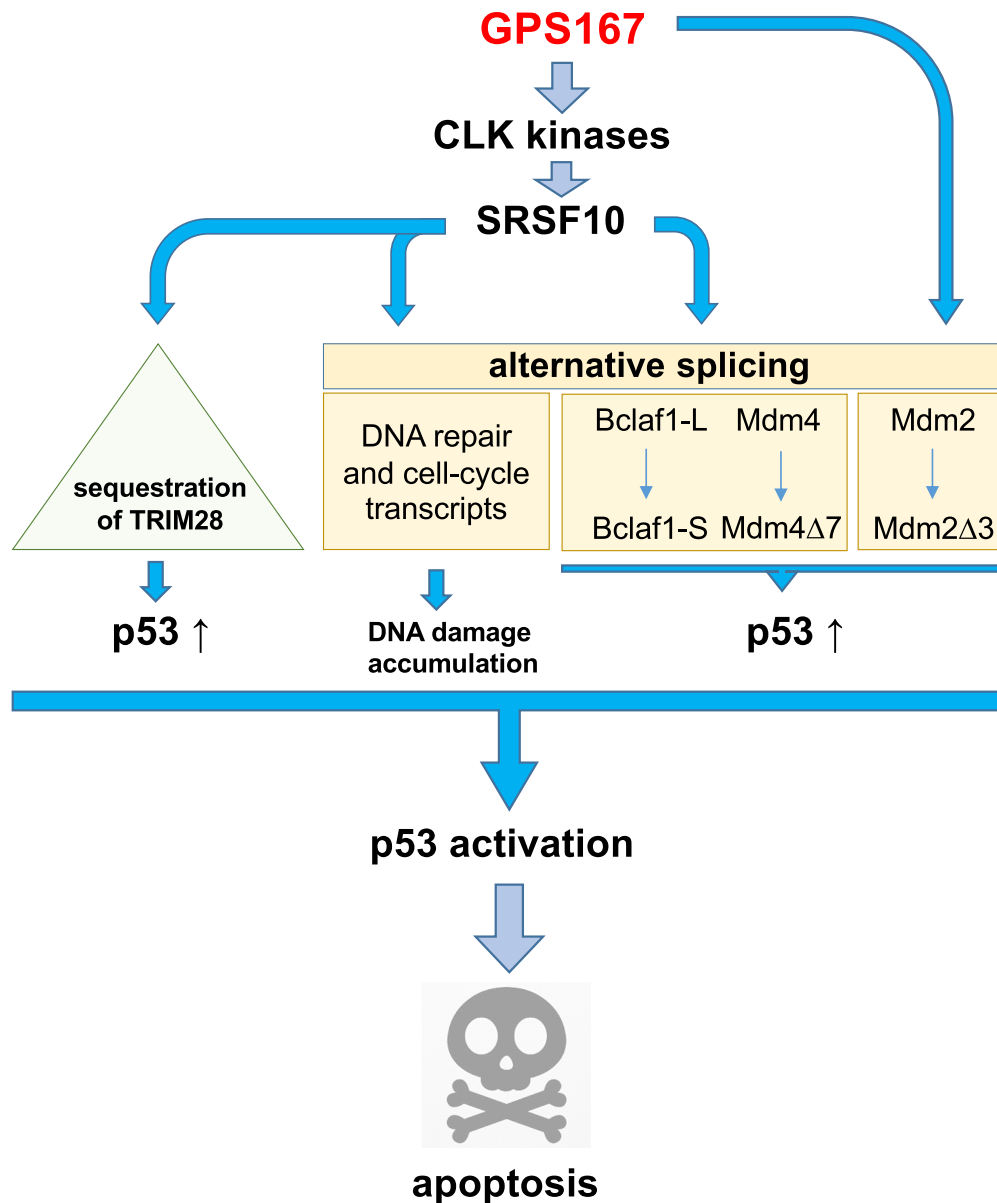 GPS167
CLK kinases
SRSF10
alternative splicing
sequestration
of TRIM28
DNA repair
and cell-cycle
transcripts
Bclaf1-L Mdm4 Mdm2
Bclaf1-S Mdm4Δ7 Mdm2Δ3
p53 ↑
DNA damage
accumulation
p53 ↑
p53 activation
apoptosis